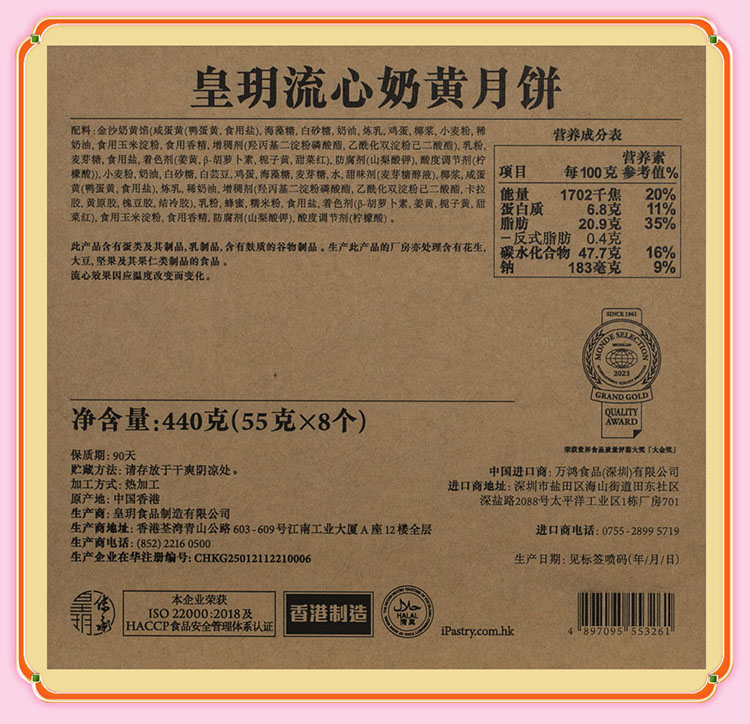 皇玥流心奶黄月饼
配料:金沙奶黄馅(咸蛋黄(鸭蛋黄,食用盐),海藻糖,白砂糖,奶油,炼乳,鸡蛋,椰浆,小麦粉,稀
奶油,食用玉米淀粉,食用香精,增稠剂(羟丙基二淀粉磷酸酯,乙酰化双淀粉己二酸酯),乳粉,
麦芽糖,食用盐,着色剂(姜黄,β-胡萝卜素,栀子黄,甜菜红),防腐剂(山梨酸钾),酸度调节剂(柠
檬酸)),小麦粉,奶油,白砂糖,白芸豆,鸡蛋,海藻糖,麦芽糖,水,甜味剂(麦芽糖醇液),椰浆,咸
蛋黄(鸭蛋黄,食用盐),炼乳,稀奶油,增稠剂(羟丙基二淀粉磷酸酯,乙酰化双淀粉己二酸酯,卡拉
胶,黄原胶,槐豆胶,结冷胶),乳粉,蜂蜜,糯米粉,食用盐,着色剂(β-胡萝卜素,姜黄,栀子黄,甜
菜红),食用玉米淀粉,食用香精,防腐剂(山梨酸钾),酸度调节剂(柠檬酸)。
此产品含有蛋类及其制品,乳制品,含有麸质的谷物制品。生产此产品的厂房亦处理含有花生,
大豆,坚果及其果仁类制品的食品。
流心效果因应温度改变而变化。
营养成分表
项目 每100克 营养素参考值%
能量 1702千焦 20%
蛋白质 6.8克 11%
脂肪 20.9克 35%
－反式脂肪 0.4克
碳水化合物 47.7克 16%
钠 183毫克 9%
SINCE 1961
MONDE SELECTION
BRUXELLES
2023
GRAND GOLD
QUALITY
AWARD
荣获世界食品质量评鉴大奖「大金奖」
净含量:440克(55克×8个)
保质期:90天
贮藏方法:请存放于干爽阴凉处。
加工方式:热加工
原产地:中国香港
生产商:皇玥食品制造有限公司
生产商地址:香港荃湾青山公路 603-609号江南工业大厦 A 座 12 楼全层
生产商电话:(852) 2216 0500
生产企业在华注册编号:CHKG25012112210006
中国进口商:万鸿食品(深圳)有限公司
进口商地址:深圳市盐田区海山街道田东社区
深盐路2088号太平洋工业区1栋厂房701
进口商电话:0755-2899 5719
生产日期:见标签喷码(年/月/日)
皇玥
传承
本企业荣获
ISO 22000:2018 及
HACCP食品安全管理体系认证
香港制造
HALAL
清真
iPastry.com.hk
4 897095 553261